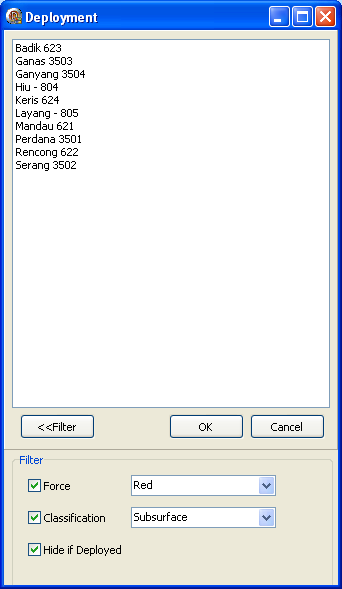 Deployment
Badik 623
Ganas 3503
Ganyang 3504
Hiu - 804
Keris 624
Layang - 805
Mandau 621
Perdana 3501
Rencong 622
Serang 3502
<<Filter
OK
Cancel
Filter
Force
Red
Classification
Subsurface
Hide if Deployed